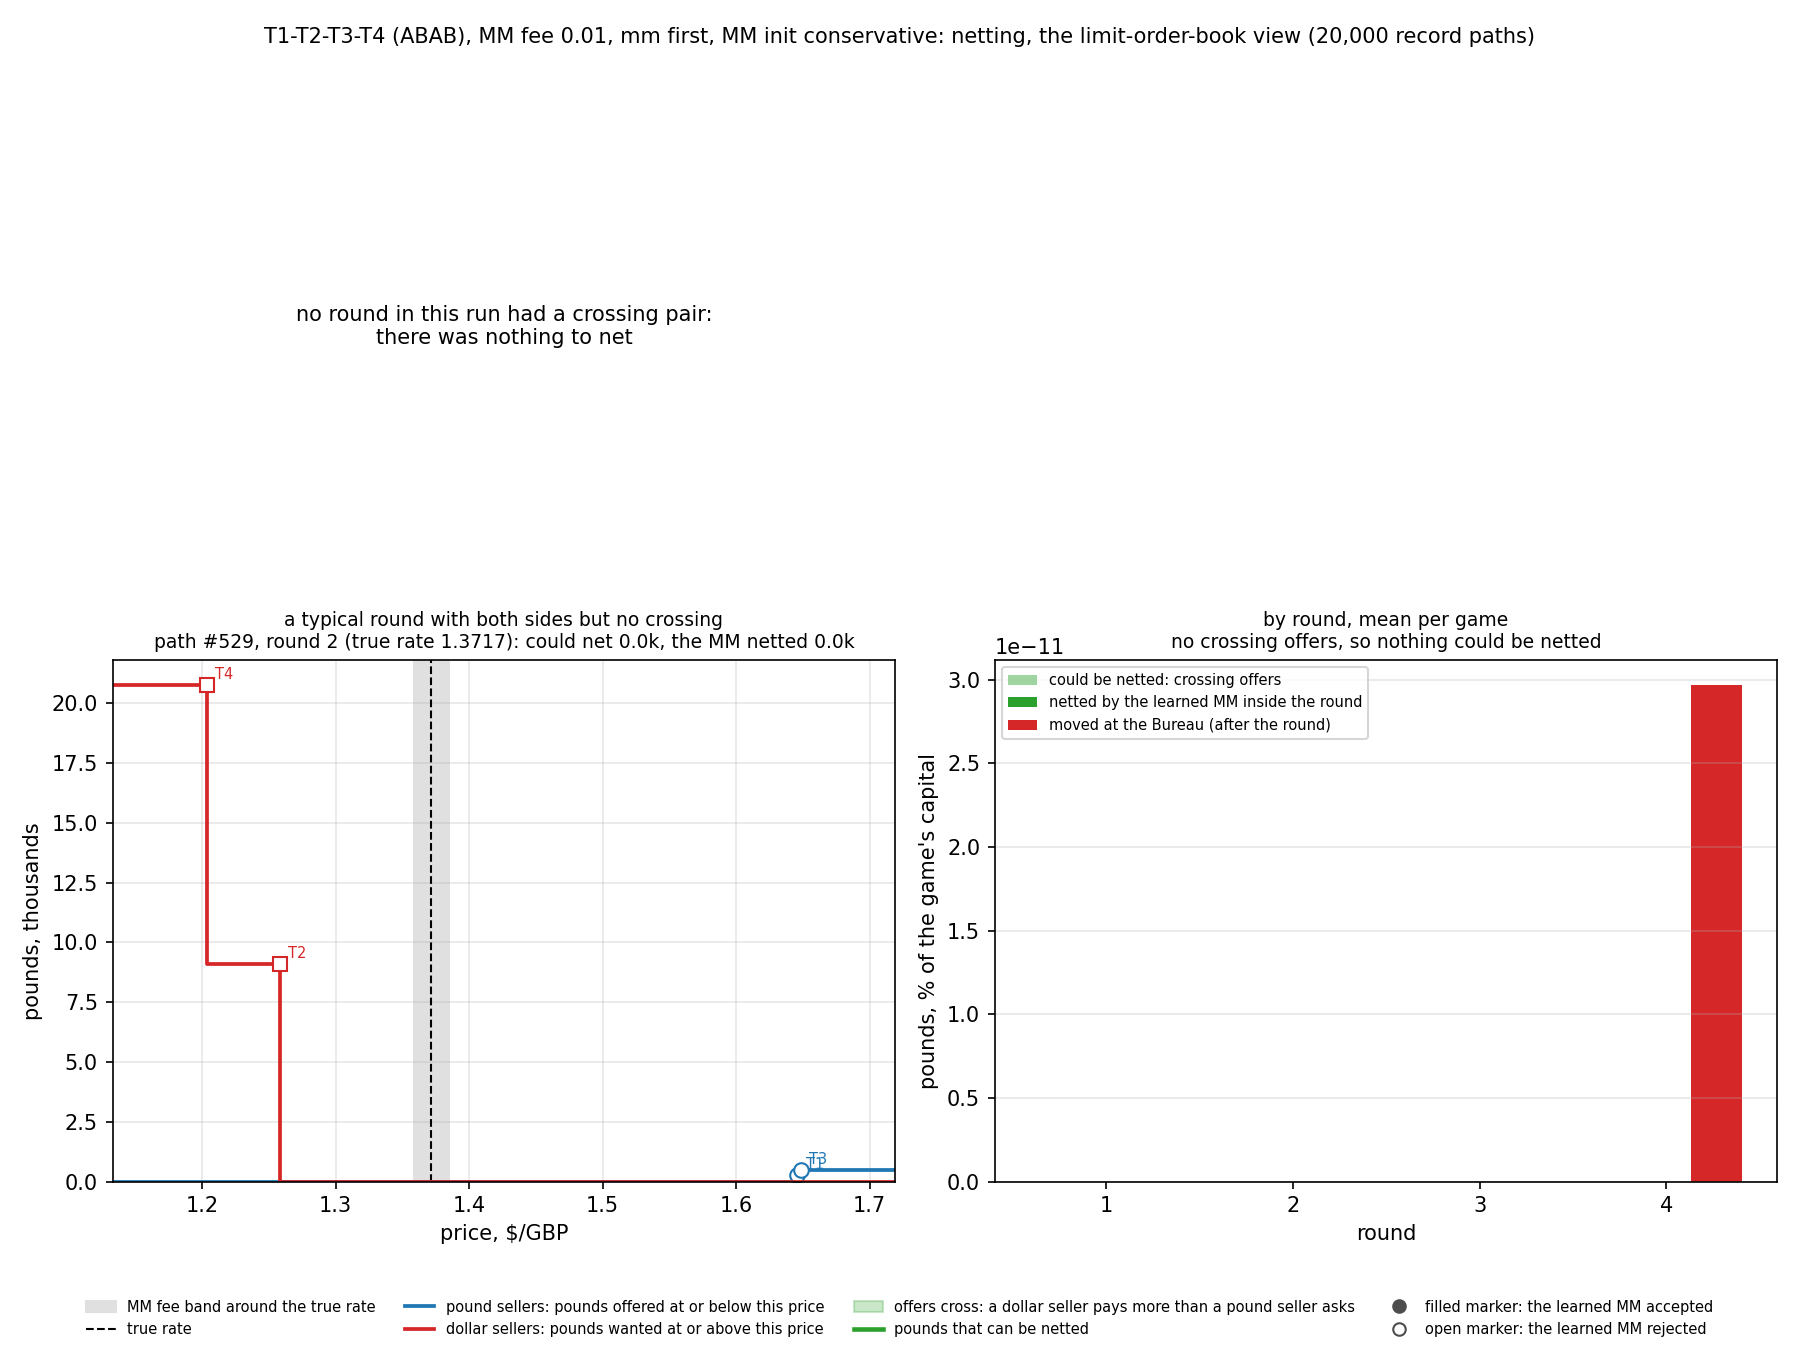 T1-T2-T3-T4 (ABAB), MM fee 0.01, mm first, MM init conservative: netting, the limit-order-book view (20,000 record paths)
no round in this run had a crossing pair:
there was nothing to net
a typical round with both sides but no crossing
path #529, round 2 (true rate 1.3717): could net 0.0k, the MM netted 0.0k
pounds, thousands
20.0
17.5
15.0
12.5
10.0
7.5
5.0
2.5
0.0
T4
T2
T1
T3
1.2
1.3
1.4
1.5
1.6
1.7
price, $/GBP
by round, mean per game
no crossing offers, so nothing could be netted
1e−11
pounds, % of the game's capital
3.0
2.5
2.0
1.5
1.0
0.5
0.0
could be netted: crossing offers
netted by the learned MM inside the round
moved at the Bureau (after the round)
1
2
3
4
round
MM fee band around the true rate
true rate
pound sellers: pounds offered at or below this price
dollar sellers: pounds wanted at or above this price
offers cross: a dollar seller pays more than a pound seller asks
pounds that can be netted
filled marker: the learned MM accepted
open marker: the learned MM rejected